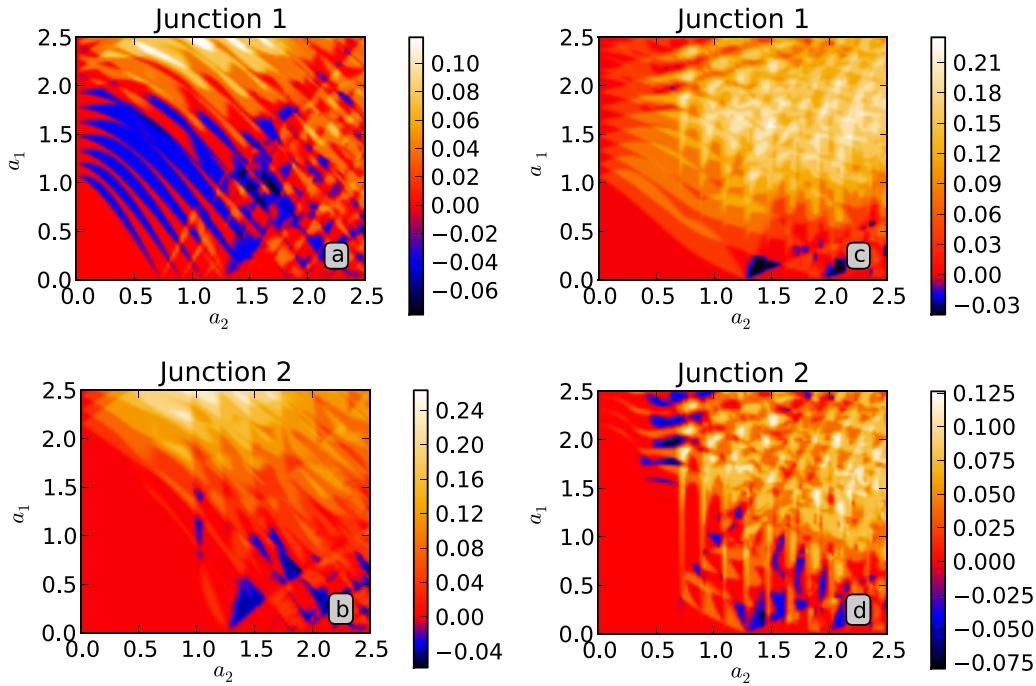 Junction 1
2.5
2.0
1.5
1.0
0.5
0.0
a₁
0.0 0.5 1.0 1.5 2.0 2.5
a₂
a
0.10
0.08
0.06
0.04
0.02
0.00
−0.02
−0.04
−0.06
Junction 1
2.5
2.0
1.5
1.0
0.5
0.0
a₁
0.0 0.5 1.0 1.5 2.0 2.5
a₂
c
0.21
0.18
0.15
0.12
0.09
0.06
0.03
0.00
−0.03
Junction 2
2.5
2.0
1.5
1.0
0.5
0.0
a₁
0.0 0.5 1.0 1.5 2.0 2.5
a₂
b
0.24
0.20
0.16
0.12
0.08
0.04
0.00
−0.04
Junction 2
2.5
2.0
1.5
1.0
0.5
0.0
a₁
0.0 0.5 1.0 1.5 2.0 2.5
a₂
d
0.125
0.100
0.075
0.050
0.025
0.000
−0.025
−0.050
−0.075